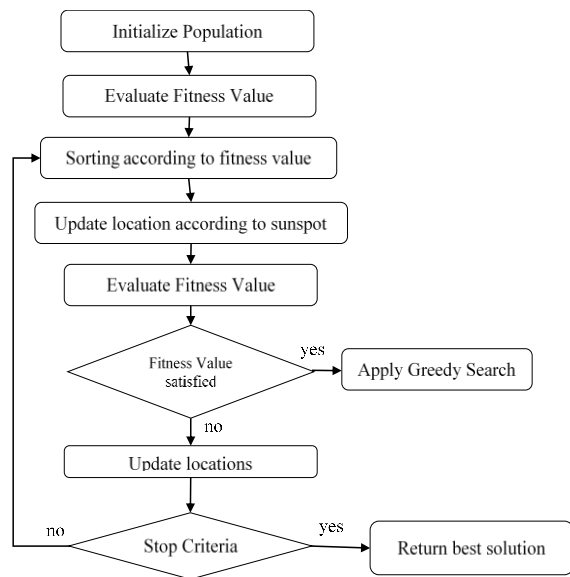 Initialize Population
Evaluate Fitness Value
Sorting according to fitness value
Update location according to sunspot
Evaluate Fitness Value
Fitness Value
satisfied
yes
Apply Greedy Search
no
Update locations
no
Stop Criteria
yes
Return best solution